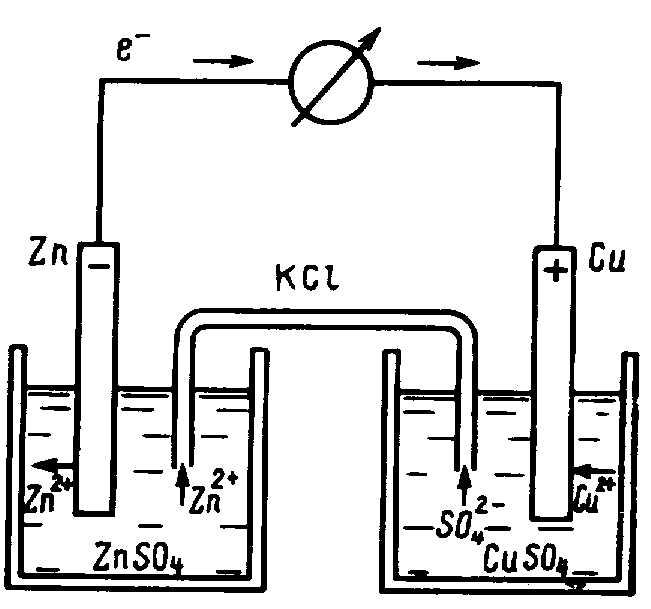 e⁻
Zn
−
KCl
+
Cu
Zn²⁺
Zn²⁺
SO₄²⁻
Cu²⁺
ZnSO₄
CuSO₄